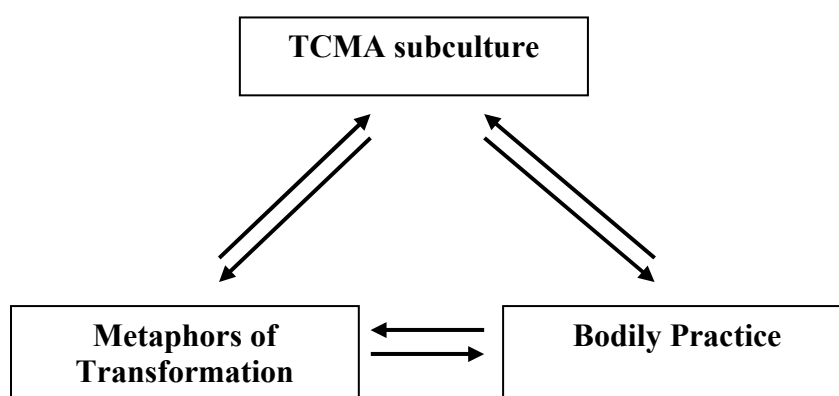 TCMA subculture
Metaphors of
Transformation
Bodily Practice